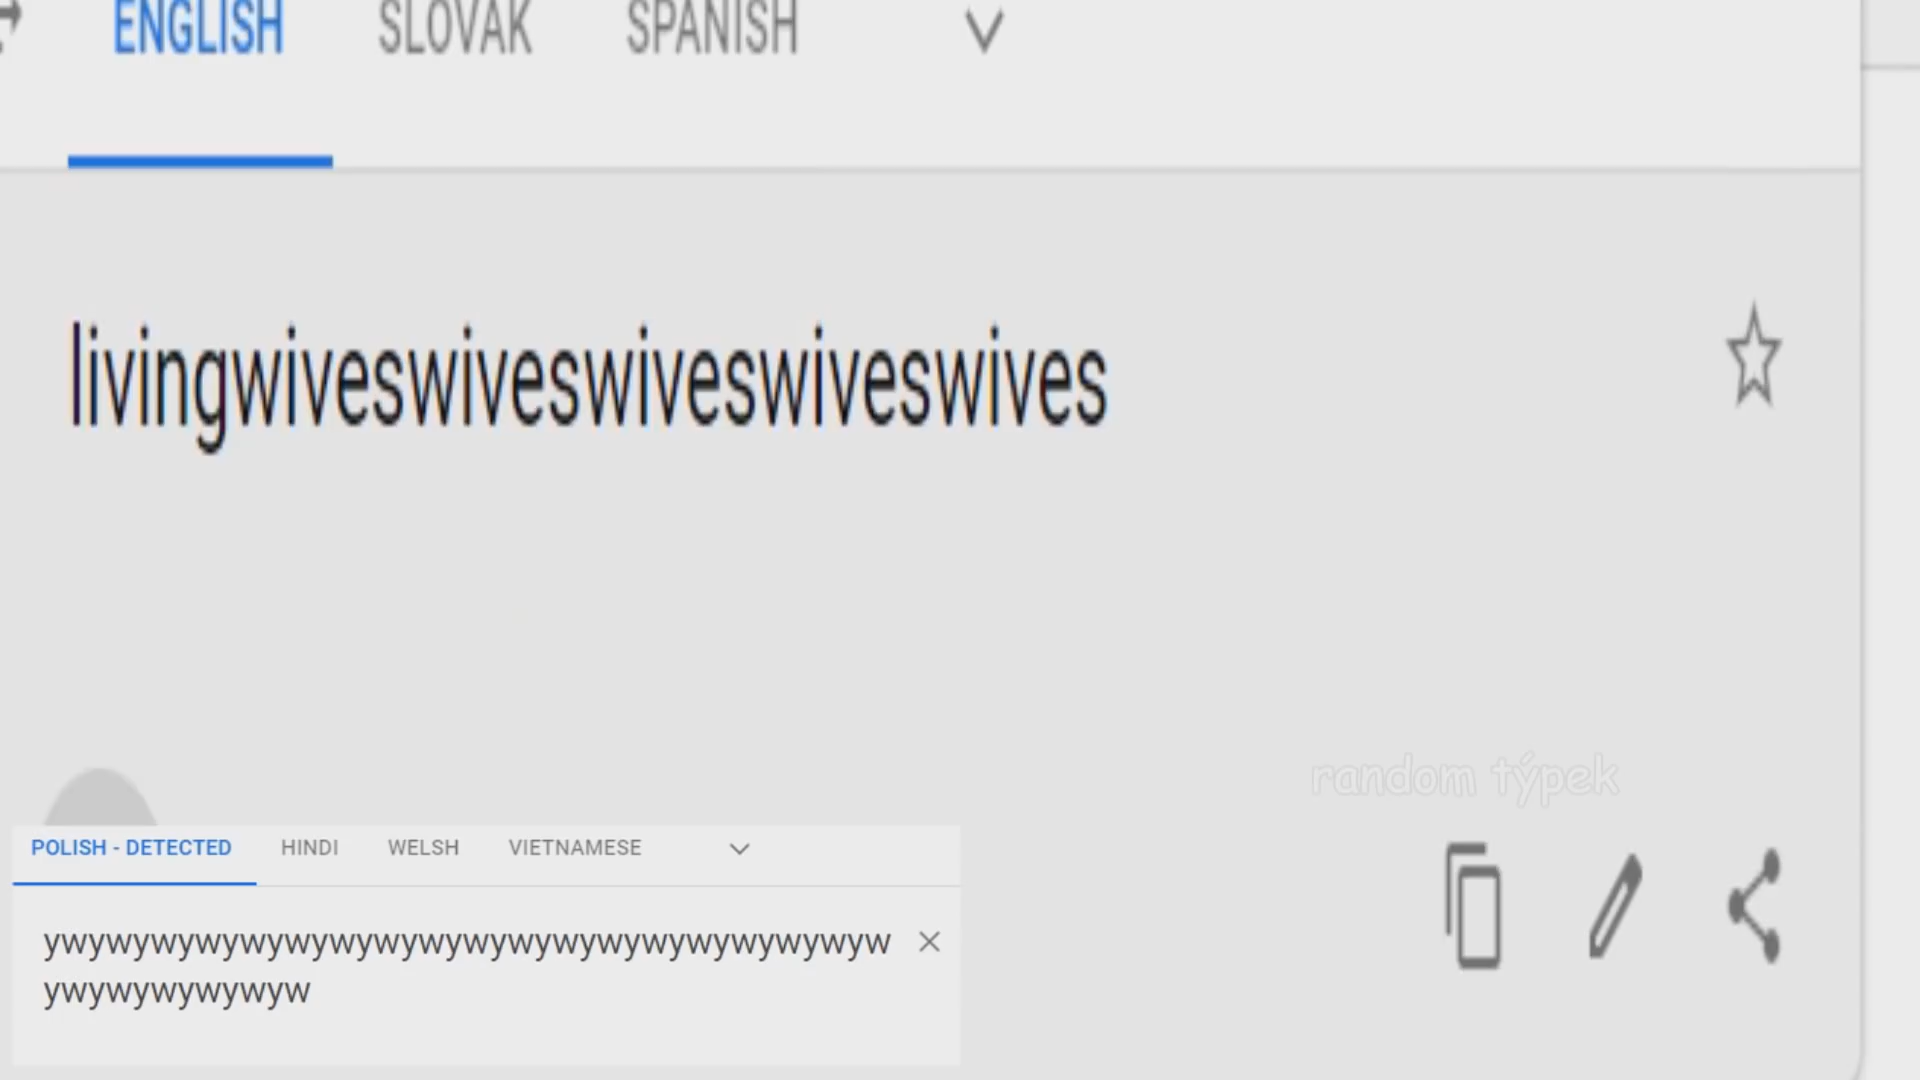 ENGLISH SLOVAK SPANISH
livingwiveswiveswiveswiveswives
random týpek
POLISH - DETECTED HINDI WELSH VIETNAMESE
ywywywywywywywywywywywywywywywywywywyw
ywywywywywyw